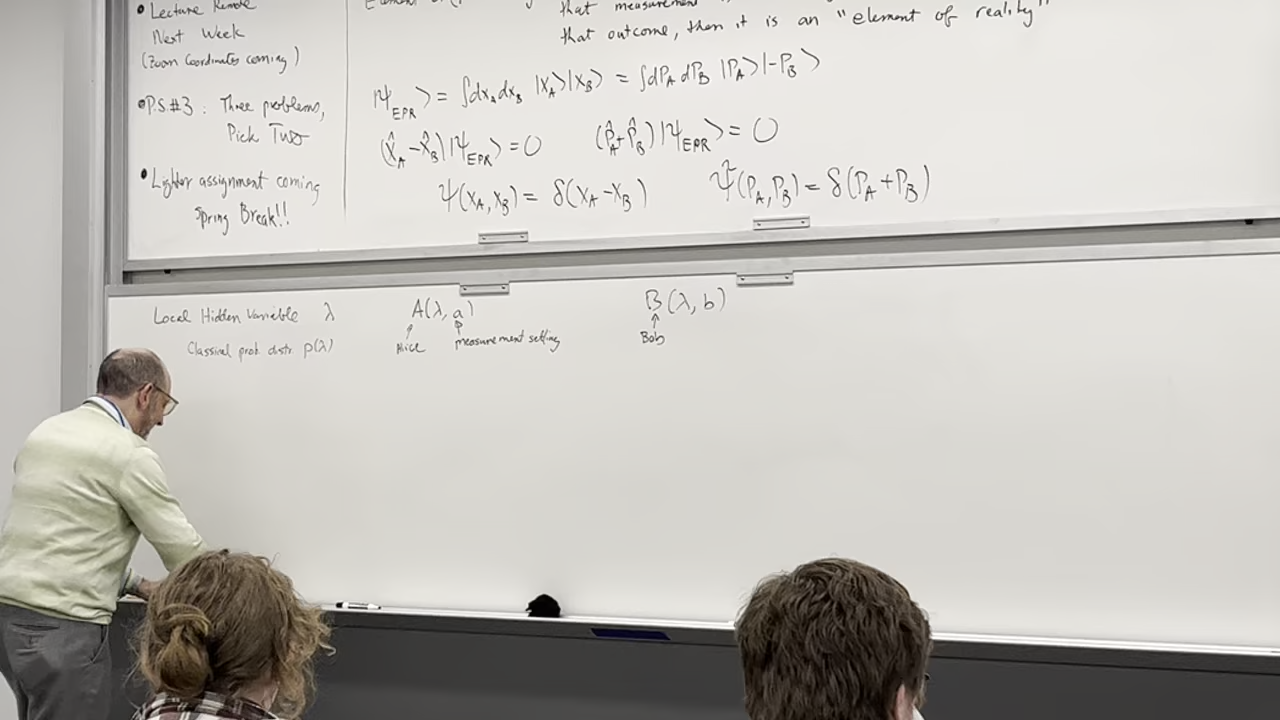 • Lecture Remote
Next Week
(Zoom Coordinates coming)
• P.S.#3 : Three problems,
Pick Two
• Lighter assignment coming
Spring Break!!
that measurement
that outcome, then it is an "element of reality"
|Ψ_EPR⟩ = ∫dx_A dx_B |x_A⟩|x_B⟩ = ∫dP_A dP_B |P_A⟩|-P_B⟩
(x̂_A - x̂_B)|Ψ_EPR⟩ = 0 (p̂_A + p̂_B)|Ψ_EPR⟩ = 0
Ψ(x_A, x_B) = δ(x_A - x_B) Ψ̃(P_A, P_B) = δ(P_A + P_B)
Local Hidden Variable λ A(λ, a) B(λ, b)
Classical prob. distr. p(λ) Alice measurement setting Bob